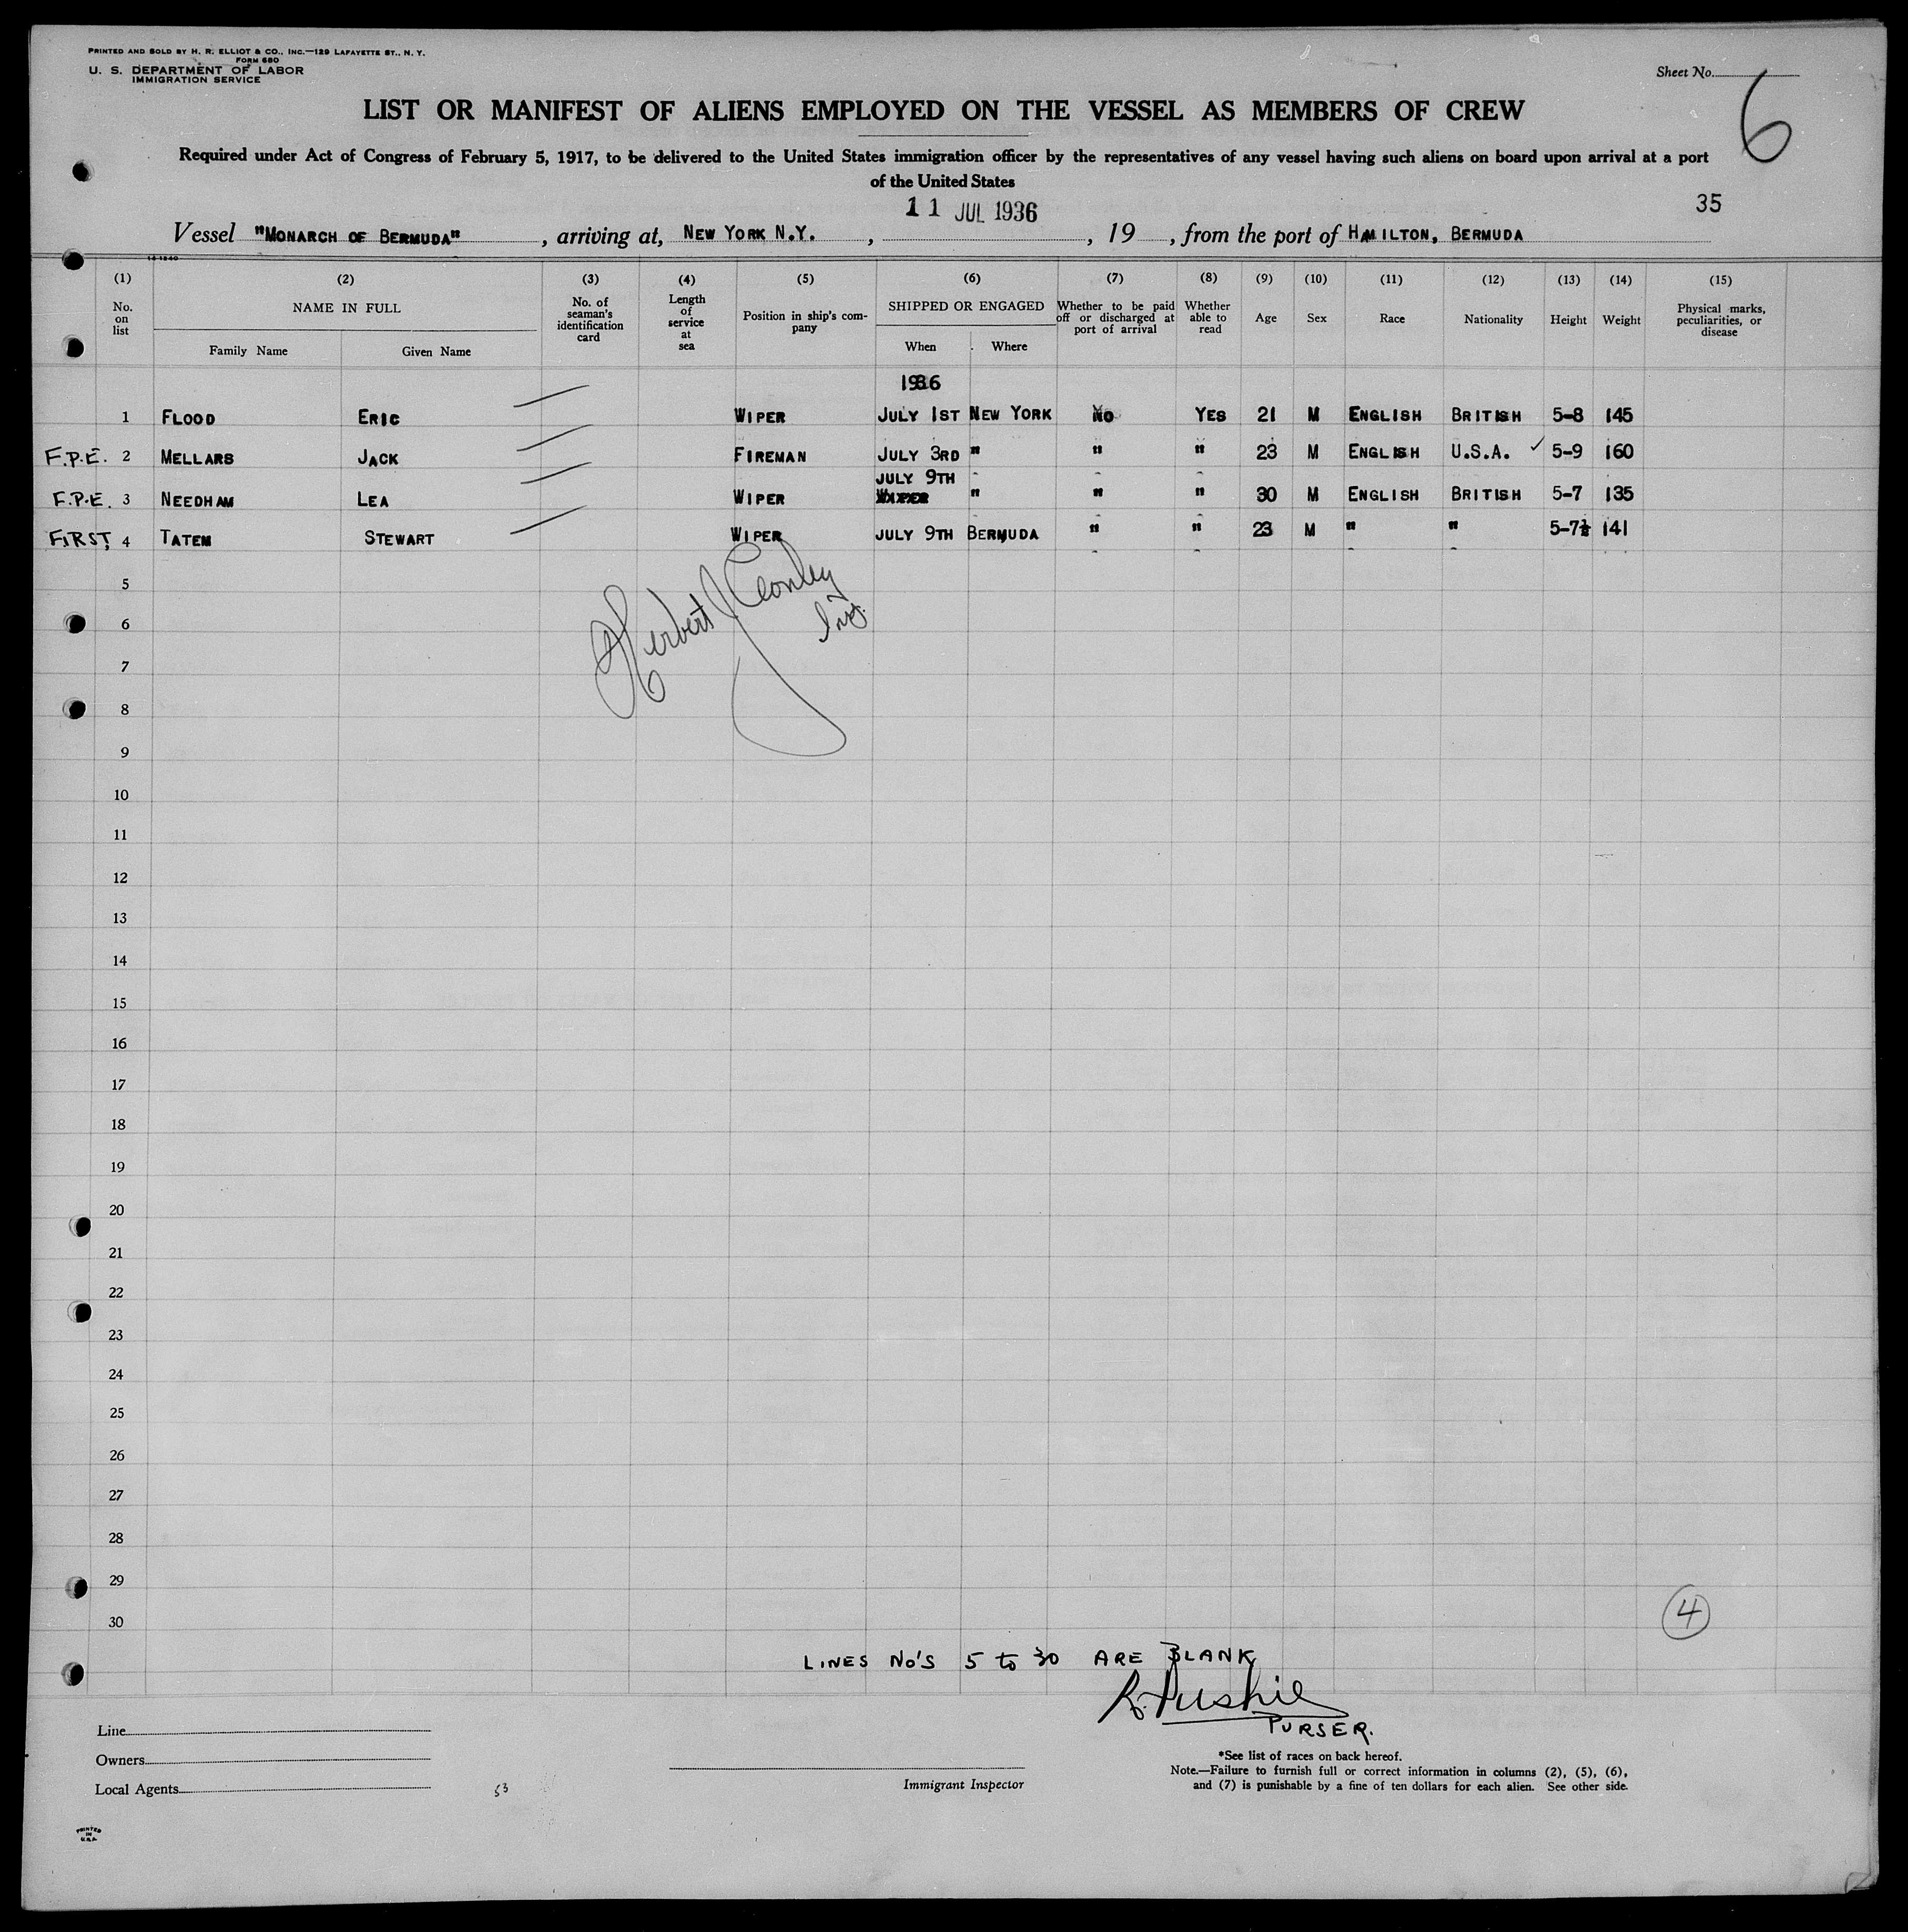 PRINTED AND SOLD BY H. R. ELLIOT & CO., INC.—129 LAFAYETTE ST., N. Y.
FORM 680
U. S. DEPARTMENT OF LABOR
IMMIGRATION SERVICE
Sheet No.
6
LIST OR MANIFEST OF ALIENS EMPLOYED ON THE VESSEL AS MEMBERS OF CREW
Required under Act of Congress of February 5, 1917, to be delivered to the United States immigration officer by the representatives of any vessel having such aliens on board upon arrival at a port
of the United States
11 JUL 1936
35
Vessel "MONARCH OF BERMUDA", arriving at, NEW YORK N.Y., , 19 , from the port of HAMILTON, BERMUDA
(1) (2) (3) (4) (5) (6) (7) (8) (9) (10) (11) (12) (13) (14) (15)
No. on list NAME IN FULL Family Name Given Name No. of seaman's identification card Length of service at sea Position in ship's company SHIPPED OR ENGAGED When Where Whether to be paid off or discharged at port of arrival Whether able to read Age Sex Race Nationality Height Weight Physical marks, peculiarities, or disease
1936
1 FLOOD ERIC WIPER JULY 1ST NEW YORK NO YES 21 M ENGLISH BRITISH 5-8 145
F.P.E. 2 MELLARS JACK FIREMAN JULY 3RD " " " 23 M ENGLISH U.S.A. ✓ 5-9 160
JULY 9TH
F.P.E. 3 NEEDHAM LEA WIPER WIPER " " " 30 M ENGLISH BRITISH 5-7 135
FIRST, 4 TATEM STEWART WIPER JULY 9TH BERMUDA " " 23 M " " 5-7½ 141
Herbert J Conley
Ins.
5
6
7
8
9
10
11
12
13
14
15
16
17
18
19
20
21
22
23
24
25
26
27
28
29
30
4
LINES NO'S 5 to 30 ARE BLANK
PURSER.
Line
Owners
Local Agents
53
Immigrant Inspector
*See list of races on back hereof.
Note.—Failure to furnish full or correct information in columns (2), (5), (6),
and (7) is punishable by a fine of ten dollars for each alien. See other side.
PRINTED
IN
U.S.A.